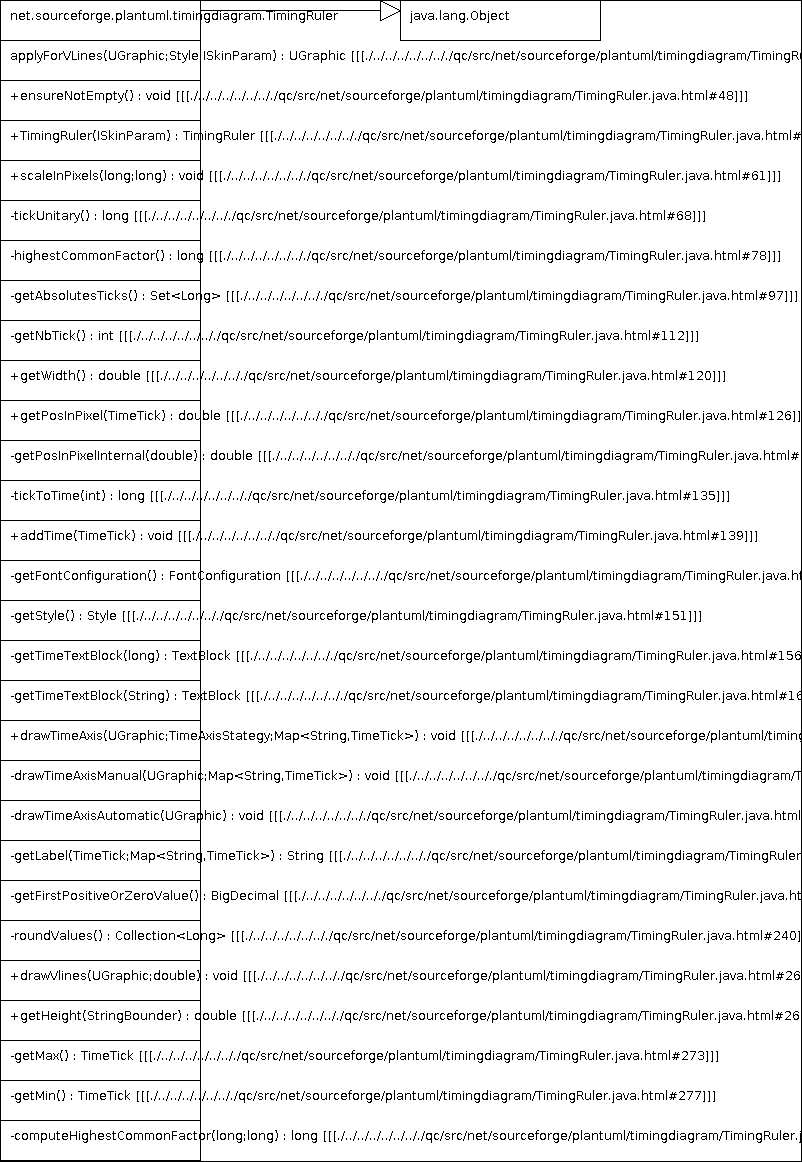 net.sourceforge.plantuml.timingdiagram.TimingRuler
java.lang.Object
applyForVLines(UGraphic;Style;ISkinParam) : UGraphic [[[./../../../../../../qc/src/net/sourceforge/plantuml/timingdiagram/TimingRu
+ensureNotEmpty() : void [[[./../../../../../../qc/src/net/sourceforge/plantuml/timingdiagram/TimingRuler.java.html#48]]]
+TimingRuler(ISkinParam) : TimingRuler [[[./../../../../../../qc/src/net/sourceforge/plantuml/timingdiagram/TimingRuler.java.html#
+scaleInPixels(long;long) : void [[[./../../../../../../qc/src/net/sourceforge/plantuml/timingdiagram/TimingRuler.java.html#61]]]
-tickUnitary() : long [[[./../../../../../../qc/src/net/sourceforge/plantuml/timingdiagram/TimingRuler.java.html#68]]]
-highestCommonFactor() : long [[[./../../../../../../qc/src/net/sourceforge/plantuml/timingdiagram/TimingRuler.java.html#78]]]
-getAbsolutesTicks() : Set<Long> [[[./../../../../../../qc/src/net/sourceforge/plantuml/timingdiagram/TimingRuler.java.html#97]]]
-getNbTick() : int [[[./../../../../../../qc/src/net/sourceforge/plantuml/timingdiagram/TimingRuler.java.html#112]]]
+getWidth() : double [[[./../../../../../../qc/src/net/sourceforge/plantuml/timingdiagram/TimingRuler.java.html#120]]]
+getPosInPixel(TimeTick) : double [[[./../../../../../../qc/src/net/sourceforge/plantuml/timingdiagram/TimingRuler.java.html#126]]
-getPosInPixelInternal(double) : double [[[./../../../../../../qc/src/net/sourceforge/plantuml/timingdiagram/TimingRuler.java.html#
-tickToTime(int) : long [[[./../../../../../../qc/src/net/sourceforge/plantuml/timingdiagram/TimingRuler.java.html#135]]]
+addTime(TimeTick) : void [[[./../../../../../../qc/src/net/sourceforge/plantuml/timingdiagram/TimingRuler.java.html#139]]]
-getFontConfiguration() : FontConfiguration [[[./../../../../../../qc/src/net/sourceforge/plantuml/timingdiagram/TimingRuler.java.ht
-getStyle() : Style [[[./../../../../../../qc/src/net/sourceforge/plantuml/timingdiagram/TimingRuler.java.html#151]]]
-getTimeTextBlock(long) : TextBlock [[[./../../../../../../qc/src/net/sourceforge/plantuml/timingdiagram/TimingRuler.java.html#156
-getTimeTextBlock(String) : TextBlock [[[./../../../../../../qc/src/net/sourceforge/plantuml/timingdiagram/TimingRuler.java.html#16
+drawTimeAxis(UGraphic;TimeAxisStategy;Map<String,TimeTick>) : void [[[./../../../../../../qc/src/net/sourceforge/plantuml/timing
-drawTimeAxisManual(UGraphic;Map<String,TimeTick>) : void [[[./../../../../../../qc/src/net/sourceforge/plantuml/timingdiagram/T
-drawTimeAxisAutomatic(UGraphic) : void [[[./../../../../../../qc/src/net/sourceforge/plantuml/timingdiagram/TimingRuler.java.html
-getLabel(TimeTick;Map<String,TimeTick>) : String [[[./../../../../../../qc/src/net/sourceforge/plantuml/timingdiagram/TimingRuler
-getFirstPositiveOrZeroValue() : BigDecimal [[[./../../../../../../qc/src/net/sourceforge/plantuml/timingdiagram/TimingRuler.java.ht
-roundValues() : Collection<Long> [[[./../../../../../../qc/src/net/sourceforge/plantuml/timingdiagram/TimingRuler.java.html#240]
+drawVlines(UGraphic;double) : void [[[./../../../../../../qc/src/net/sourceforge/plantuml/timingdiagram/TimingRuler.java.html#26
+getHeight(StringBounder) : double [[[./../../../../../../qc/src/net/sourceforge/plantuml/timingdiagram/TimingRuler.java.html#26
-getMax() : TimeTick [[[./../../../../../../qc/src/net/sourceforge/plantuml/timingdiagram/TimingRuler.java.html#273]]]
-getMin() : TimeTick [[[./../../../../../../qc/src/net/sourceforge/plantuml/timingdiagram/TimingRuler.java.html#277]]]
-computeHighestCommonFactor(long;long) : long [[[./../../../../../../qc/src/net/sourceforge/plantuml/timingdiagram/TimingRuler.j